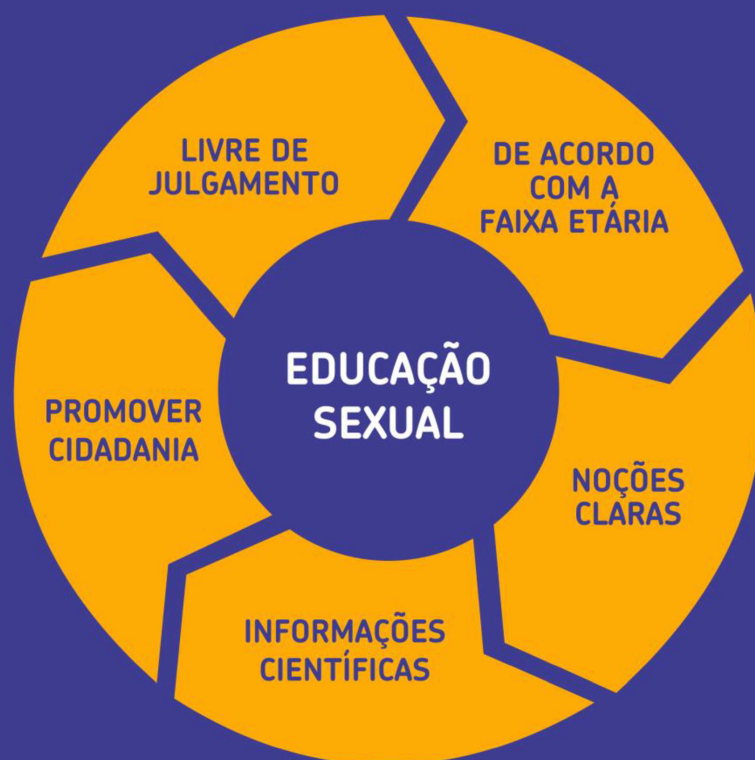 LIVRE DE
JULGAMENTO
DE ACORDO
COM A
FAIXA ETÁRIA
EDUCAÇÃO
SEXUAL
PROMOVER
CIDADANIA
NOÇÕES
CLARAS
INFORMAÇÕES
CIENTÍFICAS